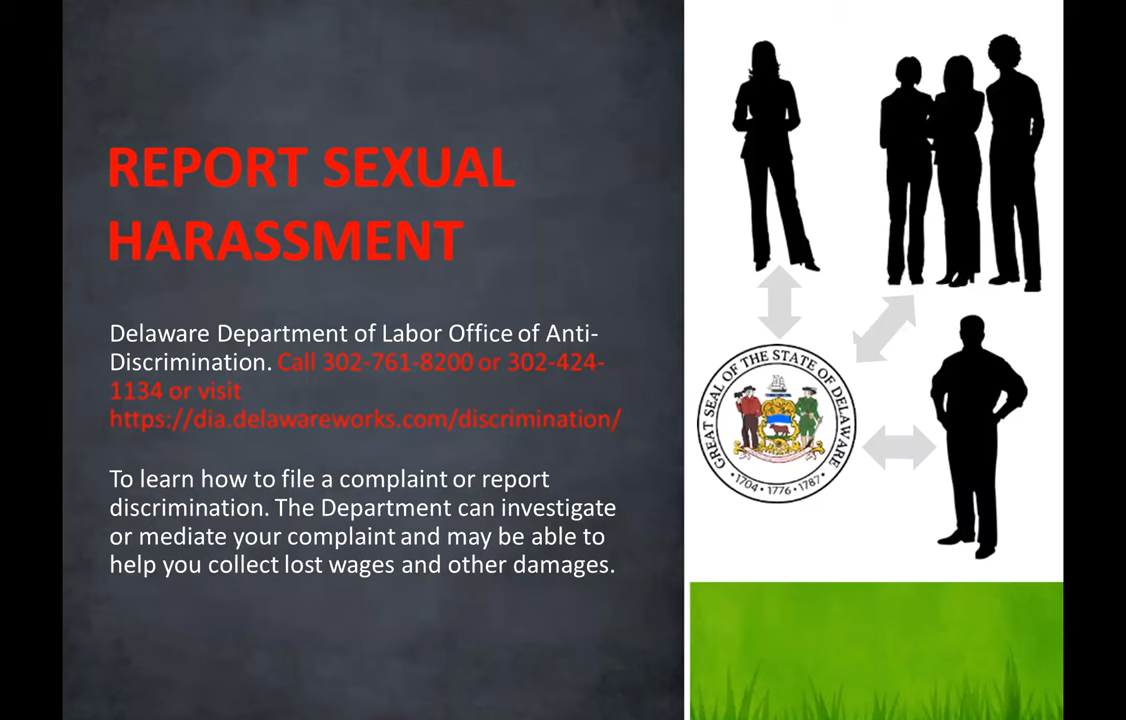 REPORT SEXUAL
HARASSMENT
Delaware Department of Labor Office of Anti-
Discrimination. Call 302-761-8200 or 302-424-
1134 or visit
https://dia.delawareworks.com/discrimination/
To learn how to file a complaint or report
discrimination. The Department can investigate
or mediate your complaint and may be able to
help you collect lost wages and other damages.
GREAT SEAL OF THE STATE OF DELAWARE
• 1704 • 1776 • 1787 •